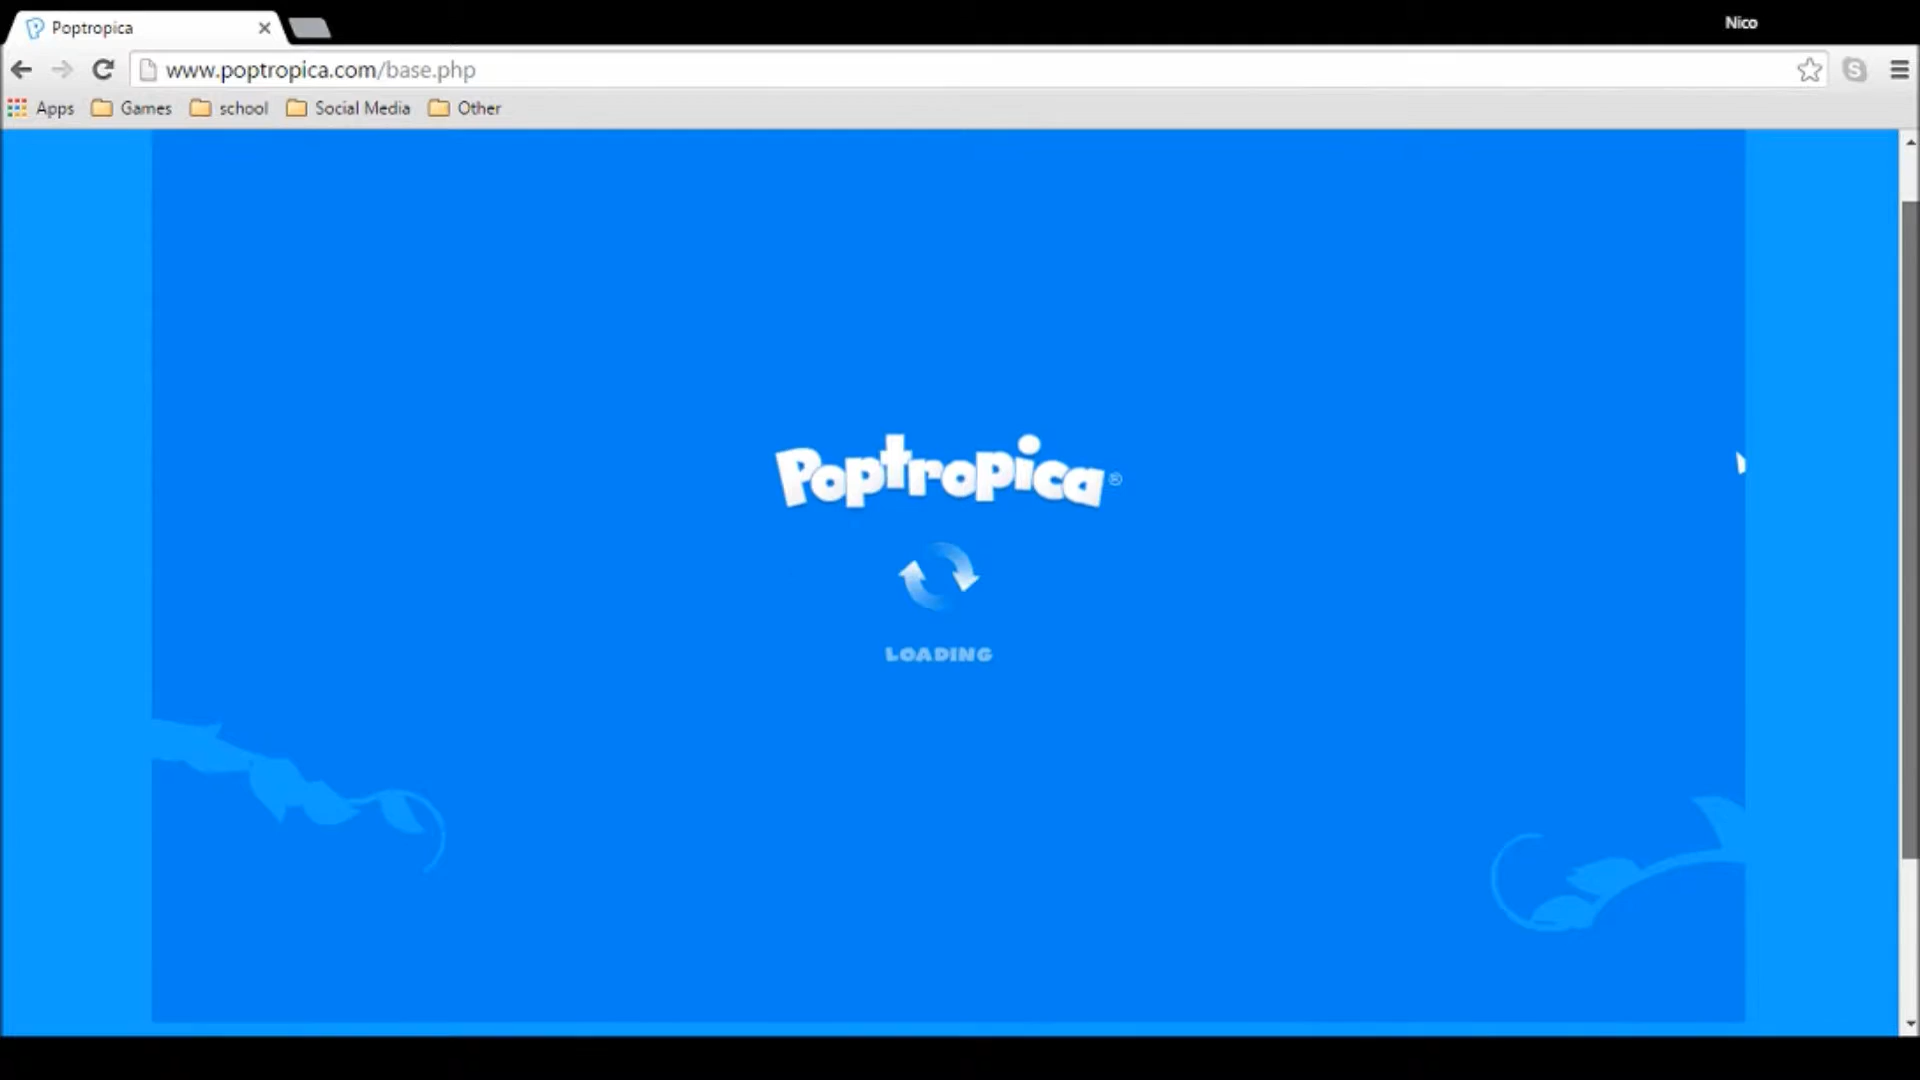 Poptropica
Nico
www.poptropica.com/base.php
Apps Games school Social Media Other
Poptropica®
LOADING